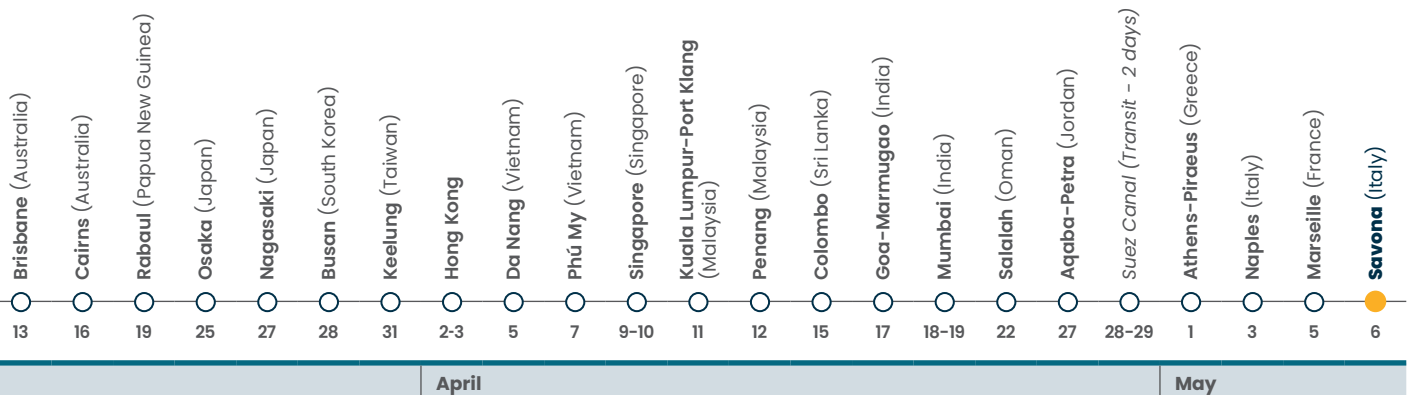 Brisbane (Australia)
Cairns (Australia)
Rabaul (Papua New Guinea)
Osaka (Japan)
Nagasaki (Japan)
Busan (South Korea)
Keelung (Taiwan)
Hong Kong
Da Nang (Vietnam)
Phú My (Vietnam)
Singapore (Singapore)
Kuala Lumpur-Port Klang
(Malaysia)
Penang (Malaysia)
Colombo (Sri Lanka)
Goa-Marmugao (India)
Mumbai (India)
Salalah (Oman)
Aqaba-Petra (Jordan)
Suez Canal (Transit - 2 days)
Athens-Piraeus (Greece)
Naples (Italy)
Marseille (France)
Savona (Italy)
13 16 19 25 27 28 31 2-3 5 7 9-10 11 12 15 17 18-19 22 27 28-29 1 3 5 6
April May